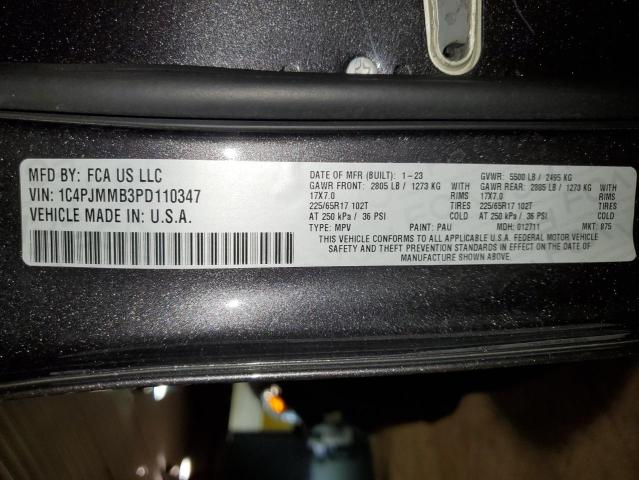 MFD BY: FCA US LLC
VIN: 1C4PJMMB3PD110347
VEHICLE MADE IN: U.S.A.
DATE OF MFR (BUILT): 1-23 GVWR: 5500 LB / 2495 KG
GAWR FRONT: 2805 LB / 1273 KG WITH GAWR REAR: 2805 LB / 1273 KG WITH
17X7.0 RIMS 17X7.0 RIMS
225/65R17 102T TIRES 225/65R17 102T TIRES
AT 250 kPa / 36 PSI COLD AT 250 kPa / 36 PSI COLD
TYPE: MPV PAINT: PAU MDH: 012711 MKT: 875
THIS VEHICLE CONFORMS TO ALL APPLICABLE U.S.A. FEDERAL MOTOR VEHICLE
SAFETY AND THEFT PREVENTION STANDARDS IN EFFECT ON THE DATE OF
MANUFACTURE SHOWN ABOVE.